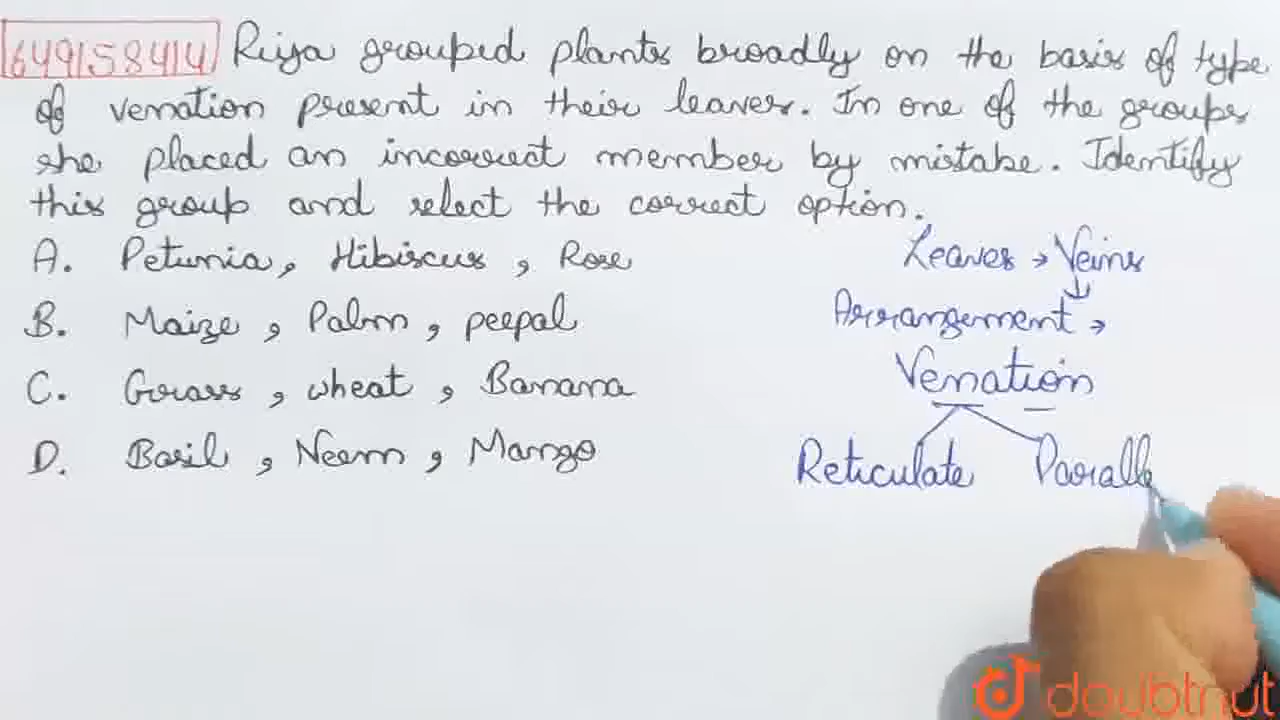 649158414 Riya grouped plants broadly on the basis of type
of venation present in their leaves. In one of the groups
she placed an incorrect member by mistake. Identify
this group and select the correct option.
A. Petunia, Hibiscus, Rose
B. Maize, Palm, peepal
C. Grass, wheat, Banana
D. Basil, Neem, Mango
Leaves → Veins
Arrangement →
Venation
Reticulate Paralle
doubtnut